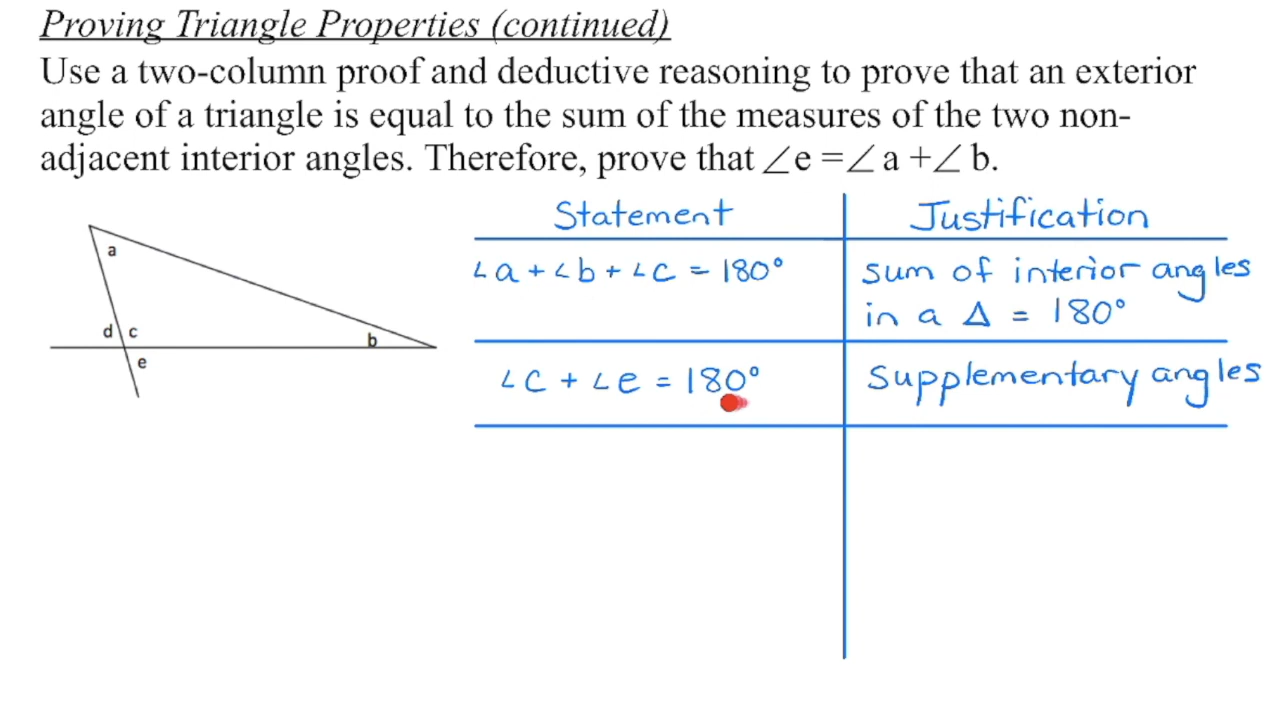 Proving Triangle Properties (continued)
Use a two-column proof and deductive reasoning to prove that an exterior
angle of a triangle is equal to the sum of the measures of the two non-
adjacent interior angles. Therefore, prove that ∠e =∠ a +∠ b.
Statement
Justification
∠a + ∠b + ∠c = 180°
sum of interior angles
in a Δ = 180°
∠c + ∠e = 180°
supplementary angles
a
d
c
b
e